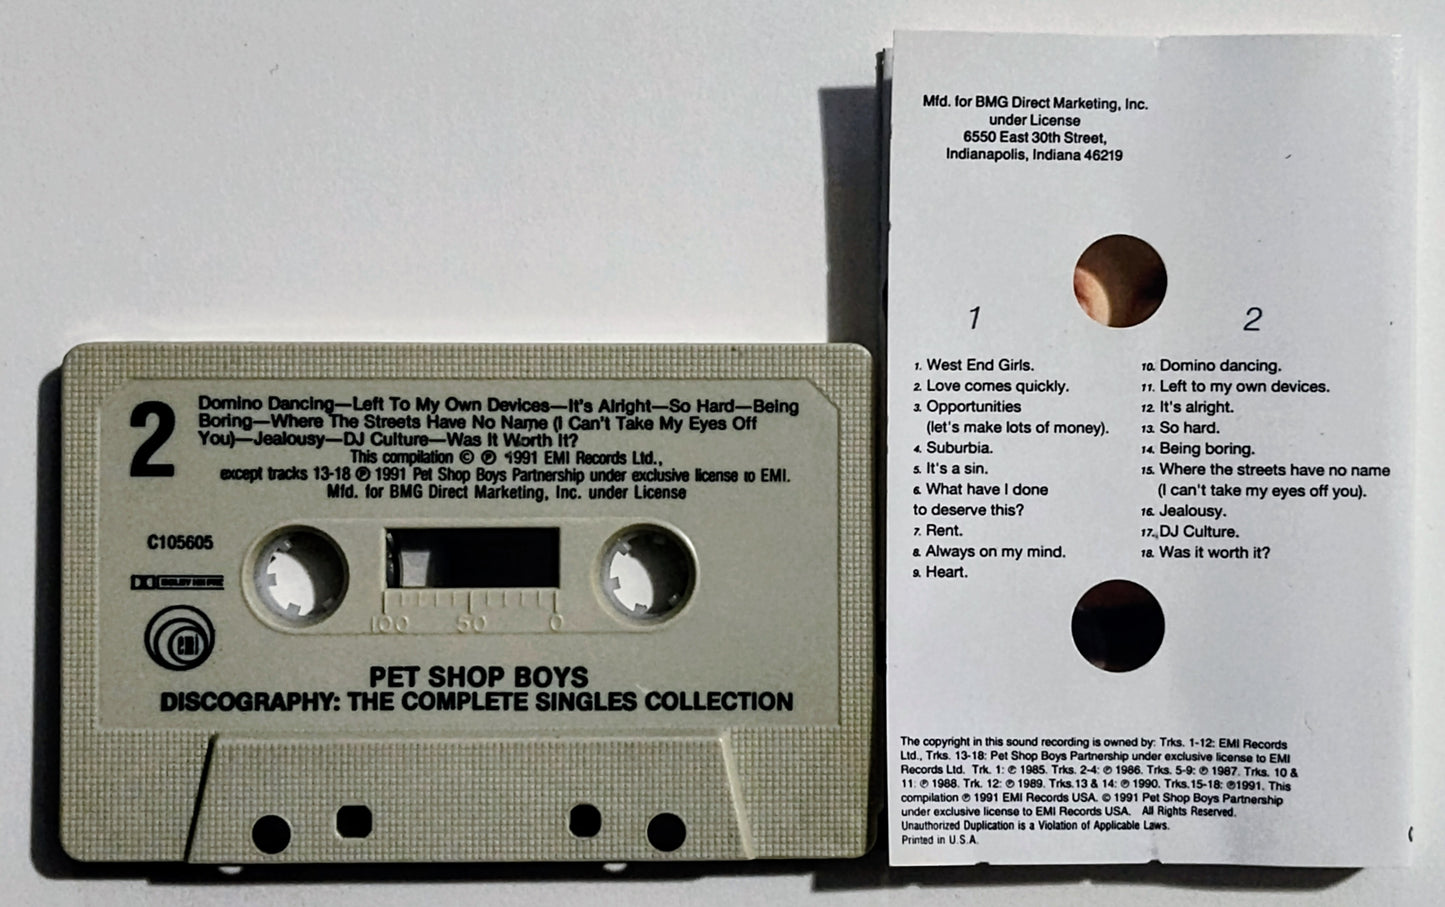 2
Domino Dancing—Left To My Own Devices—It's Alright—So Hard—Being
Boring—Where The Streets Have No Name (I Can't Take My Eyes Off
You)—Jealousy—DJ Culture—Was It Worth It?
This compilation © ℗ 1991 EMI Records Ltd.,
except tracks 13-18 ℗ 1991 Pet Shop Boys Partnership under exclusive license to EMI.
Mfd. for BMG Direct Marketing, Inc. under License
C105605
DOLBY HX PRO
EMI
100 50 0
PET SHOP BOYS
DISCOGRAPHY: THE COMPLETE SINGLES COLLECTION
Mfd. for BMG Direct Marketing, Inc.
under License
6550 East 30th Street,
Indianapolis, Indiana 46219
1
1. West End Girls.
2. Love comes quickly.
3. Opportunities
(let's make lots of money).
4. Suburbia.
5. It's a sin.
6. What have I done
to deserve this?
7. Rent.
8. Always on my mind.
9. Heart.
2
10. Domino dancing.
11. Left to my own devices.
12. It's alright.
13. So hard.
14. Being boring.
15. Where the streets have no name
(I can't take my eyes off you).
16. Jealousy.
17. DJ Culture.
18. Was it worth it?
The copyright in this sound recording is owned by: Trks. 1-12: EMI Records
Ltd., Trks. 13-18: Pet Shop Boys Partnership under exclusive license to EMI
Records Ltd. Trk. 1: ℗ 1985. Trks. 2-4: ℗ 1986. Trks. 5-9: ℗ 1987. Trks. 10 &
11: ℗ 1988. Trk. 12: ℗ 1989. Trks.13 & 14: ℗ 1990. Trks.15-18: ℗1991. This
compilation ℗ 1991 EMI Records USA. © 1991 Pet Shop Boys Partnership
under exclusive license to EMI Records USA. All Rights Reserved.
Unauthorized Duplication is a Violation of Applicable Laws.
Printed in U.S.A.